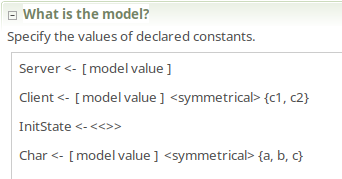 What is the model?
Specify the values of declared constants.
Server <- [ model value ]
Client <- [ model value ] <symmetrical> {c1, c2}
InitState <- <<>>
Char <- [ model value ] <symmetrical> {a, b, c}